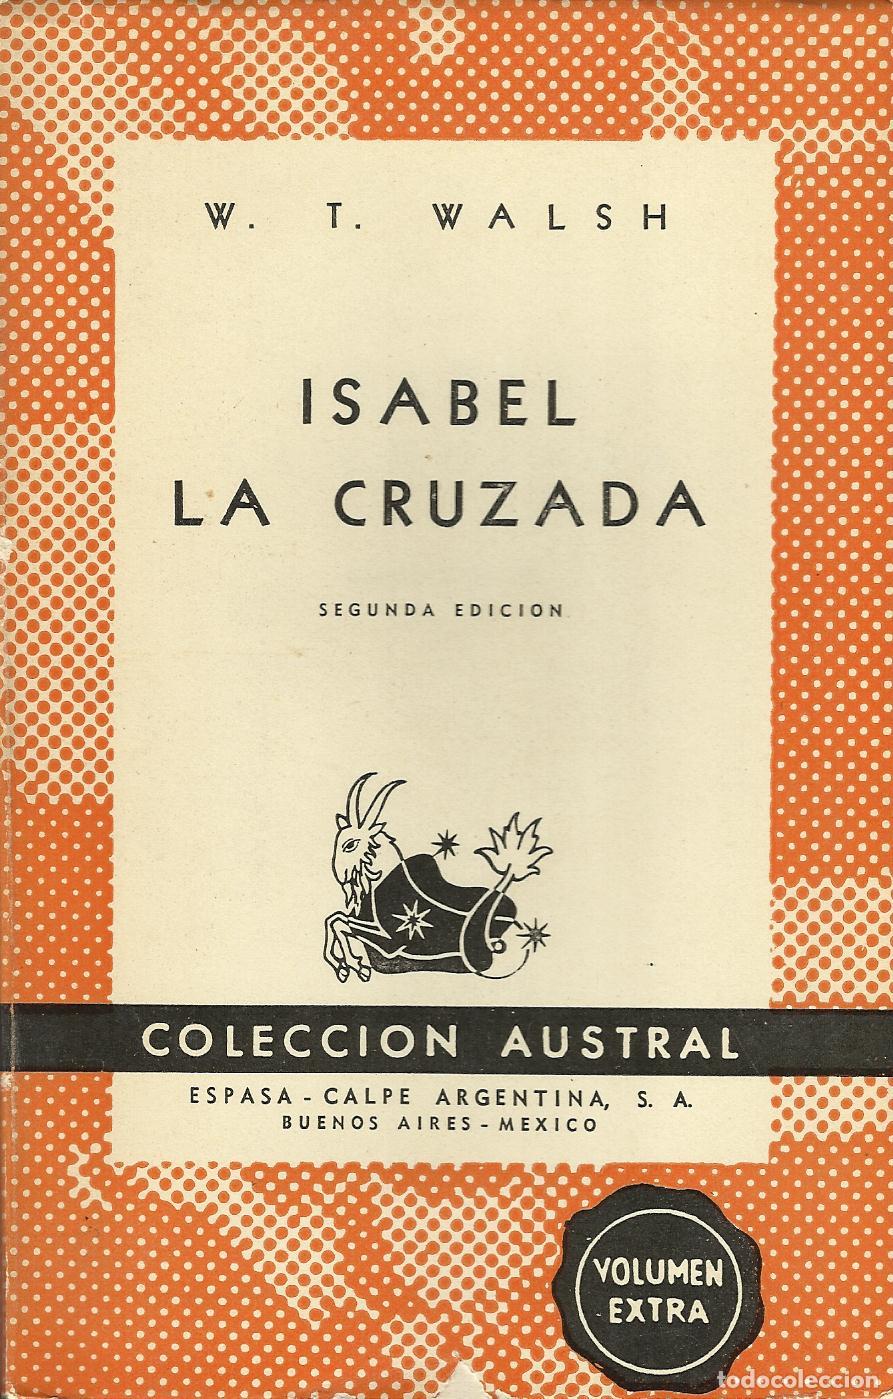 W. T. WALSH
ISABEL
LA CRUZADA
SEGUNDA EDICION
COLECCION AUSTRAL
ESPASA - CALPE ARGENTINA, S. A.
BUENOS AIRES - MEXICO
VOLUMEN
EXTRA
todocoleccion